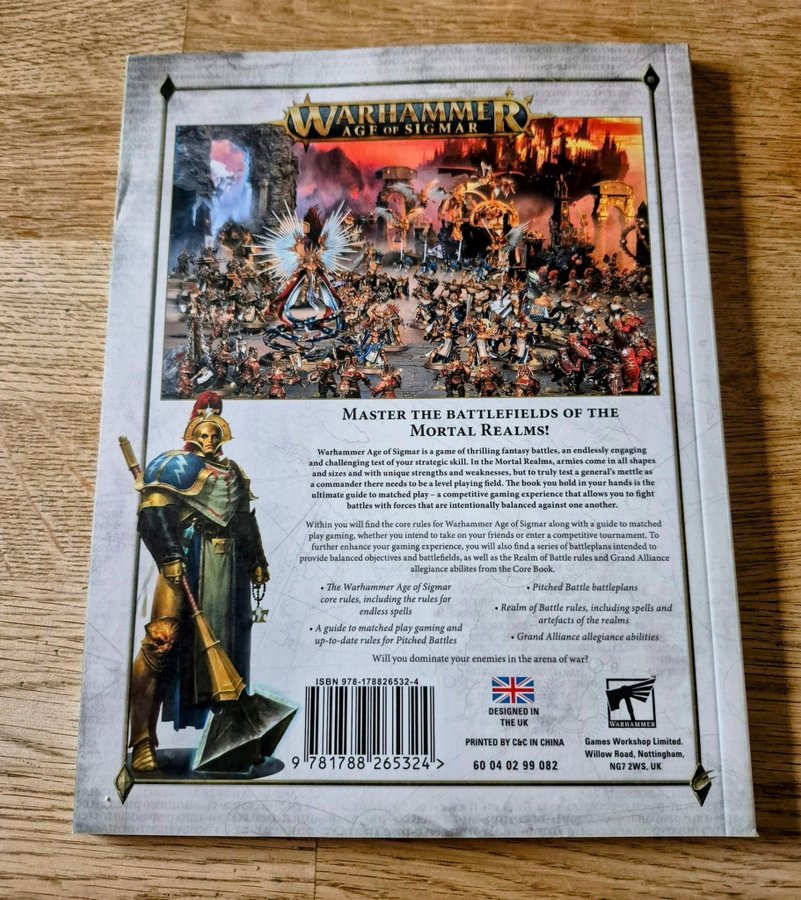 WARHAMMER
AGE OF SIGMAR
MASTER THE BATTLEFIELDS OF THE
MORTAL REALMS!
Warhammer Age of Sigmar is a game of thrilling fantasy battles, an endlessly engaging
and challenging test of your strategic skill. In the Mortal Realms, armies come in all shapes
and sizes and with unique strengths and weaknesses, but to truly test a general's mettle as
a commander there needs to be a level playing field. The book you hold in your hands is the
ultimate guide to matched play – a competitive gaming experience that allows you to fight
battles with forces that are intentionally balanced against one another.
Within you will find the core rules for Warhammer Age of Sigmar along with a guide to matched
play gaming, whether you intend to take on your friends or enter a competitive tournament. To
further enhance your gaming experience, you will also find a series of battleplans intended to
provide balanced objectives and battlefields, as well as the Realm of Battle rules and Grand Alliance
allegiance abilites from the Core Book.
• The Warhammer Age of Sigmar
core rules, including the rules for
endless spells
• A guide to matched play gaming and
up-to-date rules for Pitched Battles
• Pitched Battle battleplans
• Realm of Battle rules, including spells and
artefacts of the realms
• Grand Alliance allegiance abilities
Will you dominate your enemies in the arena of war?
ISBN 978-178826532-4
9 781788 265324 >
DESIGNED IN
THE UK
PRINTED BY C&C IN CHINA
60 04 02 99 082
WARHAMMER
Games Workshop Limited.
Willow Road, Nottingham,
NG7 2WS, UK